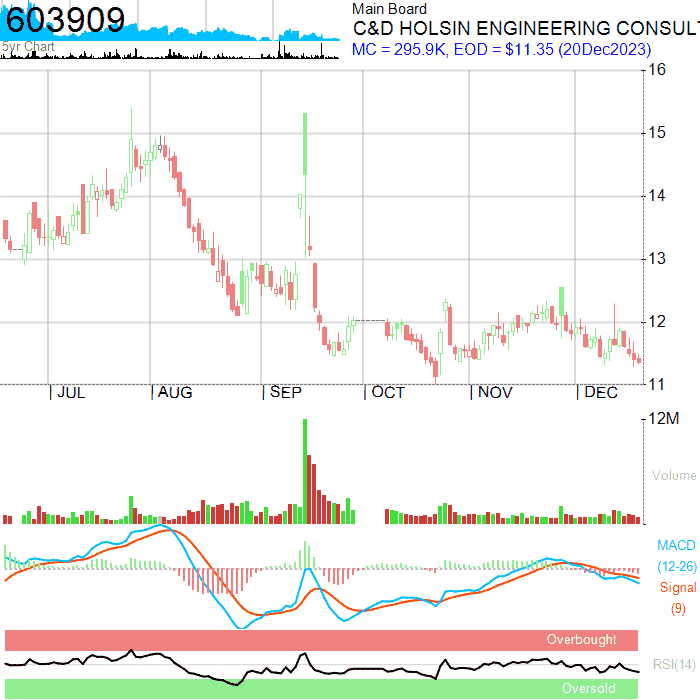 603909
5yr Chart
Main Board
C&D HOLSIN ENGINEERING CONSUL
MC = 295.9K, EOD = $11.35 (20Dec2023)
16
15
14
13
12
11
JUL AUG SEP OCT NOV DEC
12M
Volume
MACD
(12-26)
Signal
(9)
Overbought
RSI(14)
Oversold